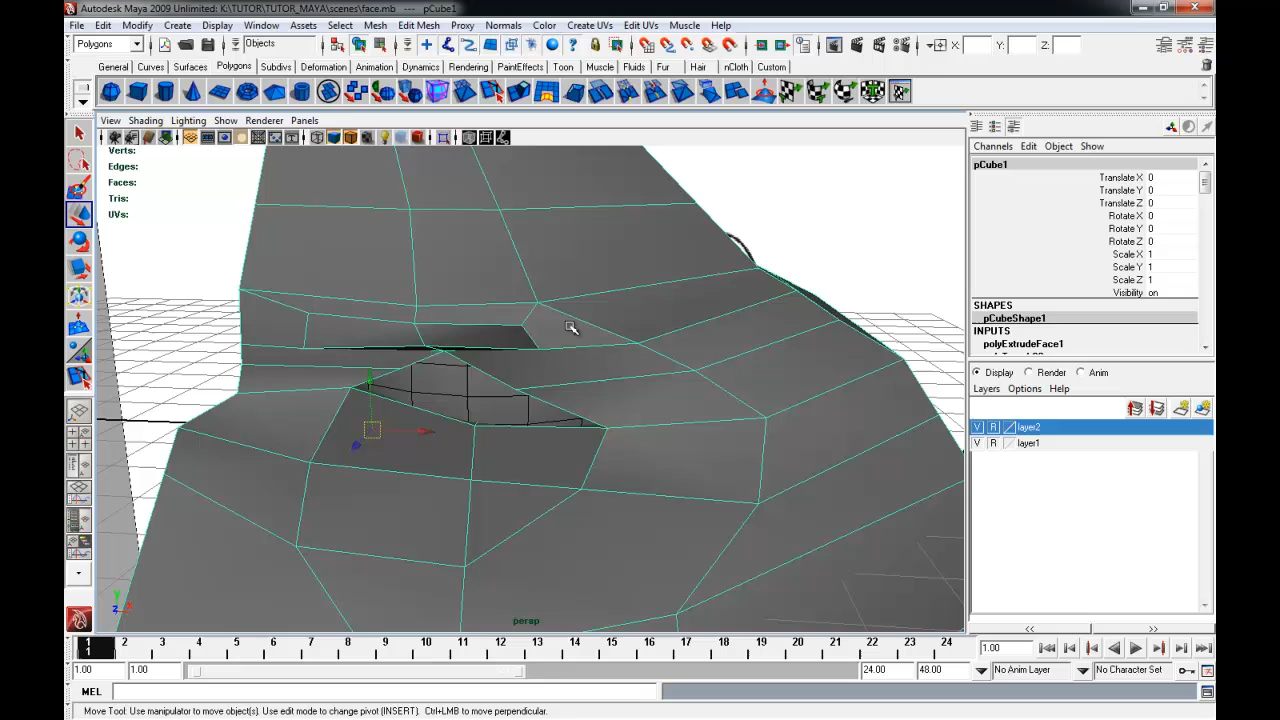 Autodesk Maya 2009 Unlimited: K:\TUTOR\TUTOR_MAYA\scenes\face.mb --- pCube1
File Edit Modify Create Display Window Assets Select Mesh Edit Mesh Proxy Normals Color Create UVs Edit UVs Muscle Help
Polygons Objects X: Y: Z:
General Curves Surfaces Polygons Subdivs Deformation Animation Dynamics Rendering PaintEffects Toon Muscle Fluids Fur Hair nCloth Custom
View Shading Lighting Show Renderer Panels
Verts:
Edges:
Faces:
Tris:
UVs:
persp
Channels Edit Object Show
pCube1
Translate X 0
Translate Y 0
Translate Z 0
Rotate X 0
Rotate Y 0
Rotate Z 0
Scale X 1
Scale Y 1
Scale Z 1
Visibility on
SHAPES
pCubeShape1
INPUTS
polyExtrudeFace1
Display Render Anim
Layers Options Help
V R layer2
V R layer1
1 2 3 4 5 6 7 8 9 10 11 12 13 14 15 16 17 18 19 20 21 22 23 24
1
1.00
1.00 1.00 24.00 48.00 No Anim Layer No Character Set
MEL
Move Tool: Use manipulator to move object(s). Use edit mode to change pivot (INSERT). Ctrl+LMB to move perpendicular.